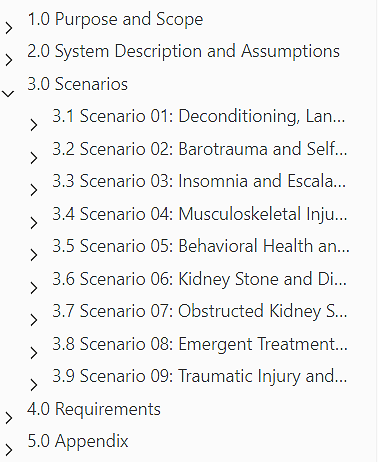 1.0 Purpose and Scope
2.0 System Description and Assumptions
3.0 Scenarios
3.1 Scenario 01: Deconditioning, Lan...
3.2 Scenario 02: Barotrauma and Self...
3.3 Scenario 03: Insomnia and Escala...
3.4 Scenario 04: Musculoskeletal Inju...
3.5 Scenario 05: Behavioral Health an...
3.6 Scenario 06: Kidney Stone and Di...
3.7 Scenario 07: Obstructed Kidney S...
3.8 Scenario 08: Emergent Treatment...
3.9 Scenario 09: Traumatic Injury and...
4.0 Requirements
5.0 Appendix